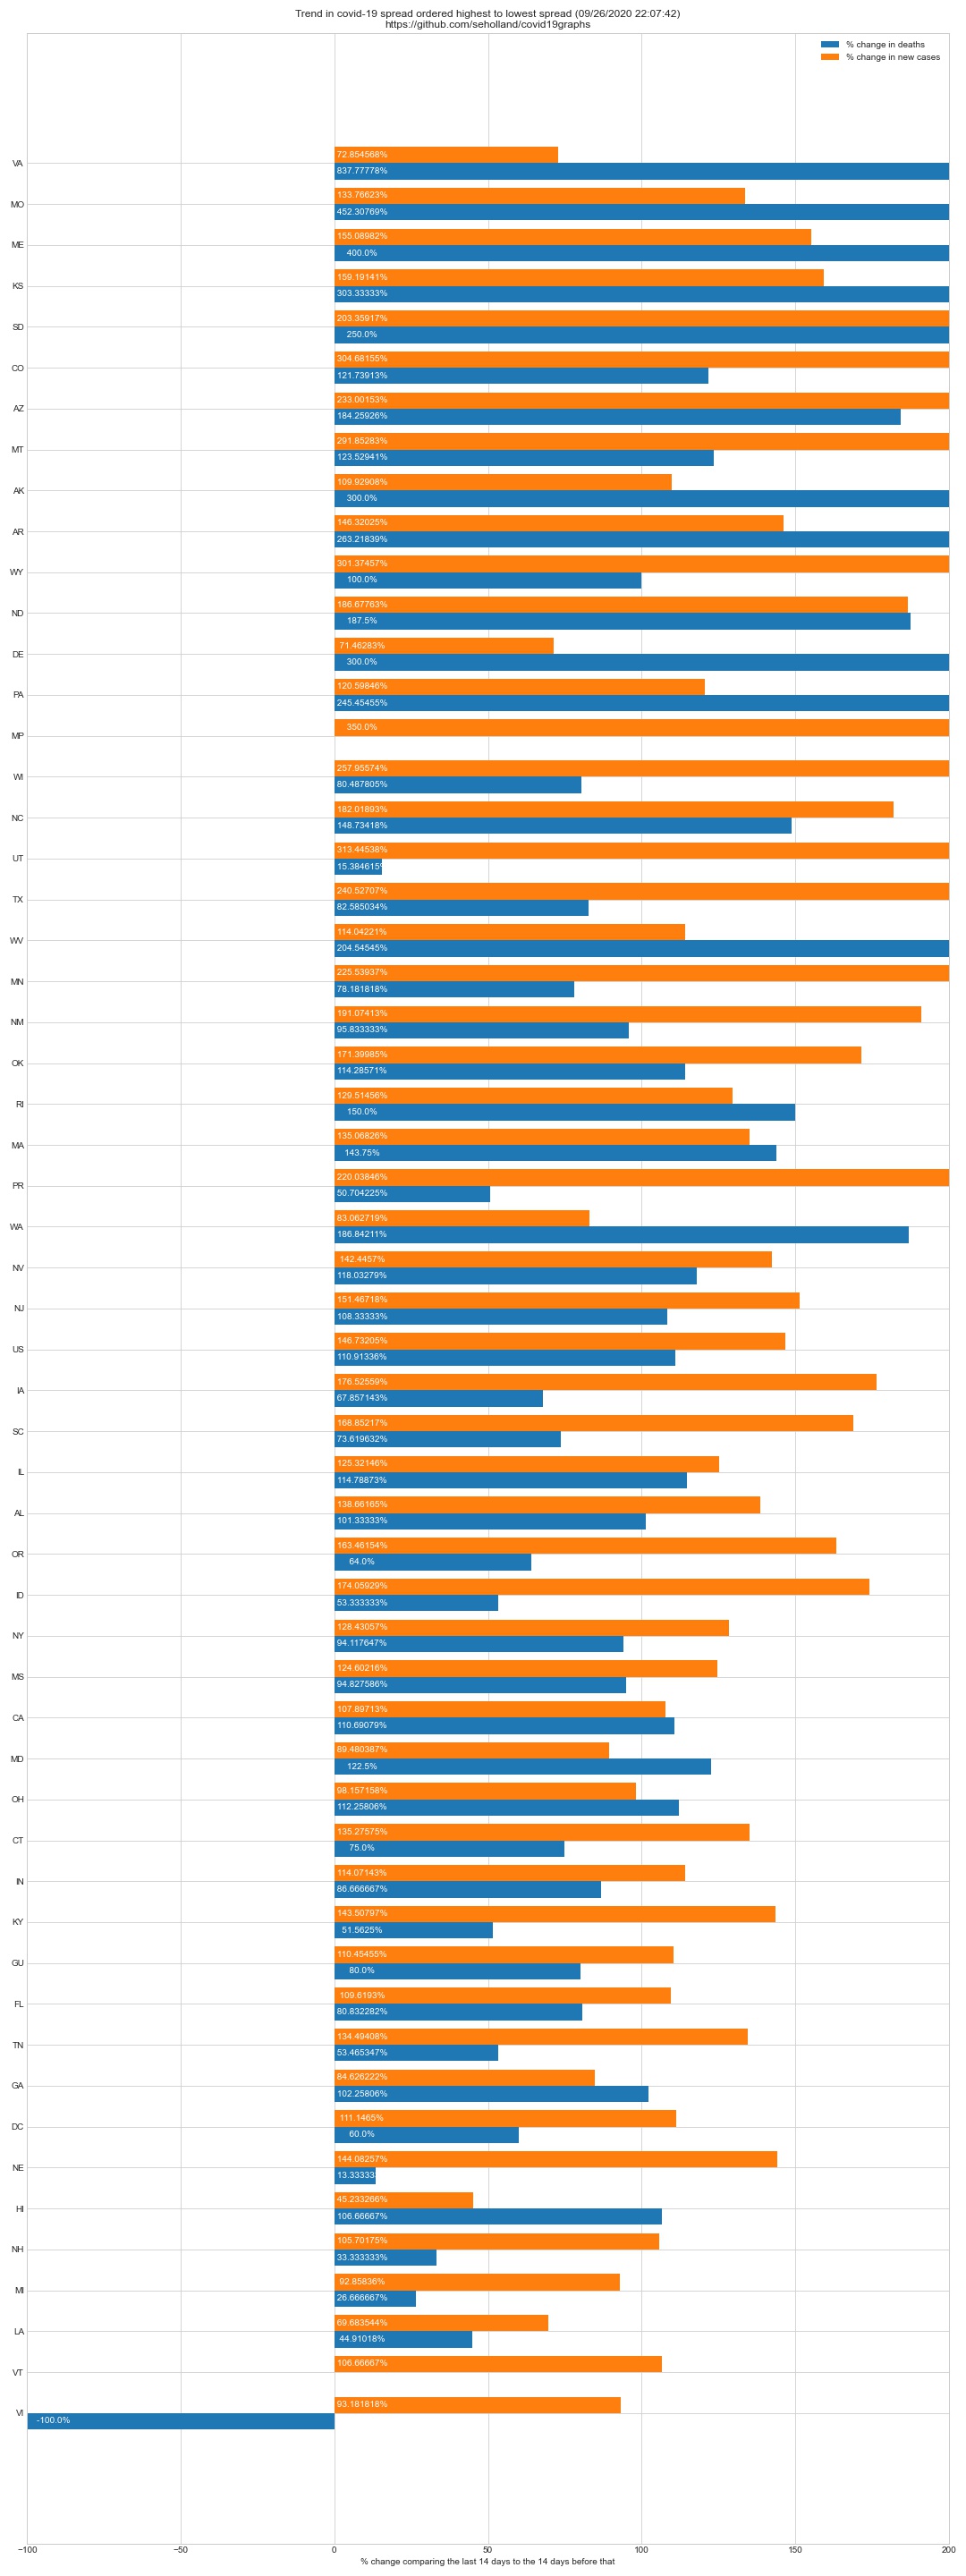 Trend in covid-19 spread ordered highest to lowest spread (09/26/2020 22:07:42)
https://github.com/seholland/covid19graphs
% change in deaths
% change in new cases
VA
72.854568%
837.77778%
MO
133.76623%
452.30769%
ME
155.08982%
400.0%
KS
159.19141%
303.33333%
SD
203.35917%
250.0%
CO
304.68155%
121.73913%
AZ
233.00153%
184.25926%
MT
291.85283%
123.52941%
AK
109.92908%
300.0%
AR
146.32025%
263.21839%
WY
301.37457%
100.0%
ND
186.67763%
187.5%
DE
71.46283%
300.0%
PA
120.59846%
245.45455%
MP
350.0%
WI
257.95574%
80.487805%
NC
182.01893%
148.73418%
UT
313.44538%
15.384615%
TX
240.52707%
82.585034%
WV
114.04221%
204.54545%
MN
225.53937%
78.181818%
NM
191.07413%
95.833333%
OK
171.39985%
114.28571%
RI
129.51456%
150.0%
MA
135.06826%
143.75%
PR
220.03846%
50.704225%
WA
83.062719%
186.84211%
NV
142.4457%
118.03279%
NJ
151.46718%
108.33333%
US
146.73205%
110.91336%
IA
176.52559%
67.857143%
SC
168.85217%
73.619632%
IL
125.32146%
114.78873%
AL
138.66165%
101.33333%
OR
163.46154%
64.0%
ID
174.05929%
53.333333%
NY
128.43057%
94.117647%
MS
124.60216%
94.827586%
CA
107.89713%
110.69079%
MD
89.480387%
122.5%
OH
98.157158%
112.25806%
CT
135.27575%
75.0%
IN
114.07143%
86.666667%
KY
143.50797%
51.5625%
GU
110.45455%
80.0%
FL
109.6193%
80.832282%
TN
134.49408%
53.465347%
GA
84.626222%
102.25806%
DC
111.1465%
60.0%
NE
144.08257%
13.33333
HI
45.233266%
106.66667%
NH
105.70175%
33.333333%
MI
92.85836%
26.666667%
LA
69.683544%
44.91018%
VT
106.66667%
VI
93.181818%
-100.0%
−100 −50 0 50 100 150 200
% change comparing the last 14 days to the 14 days before that